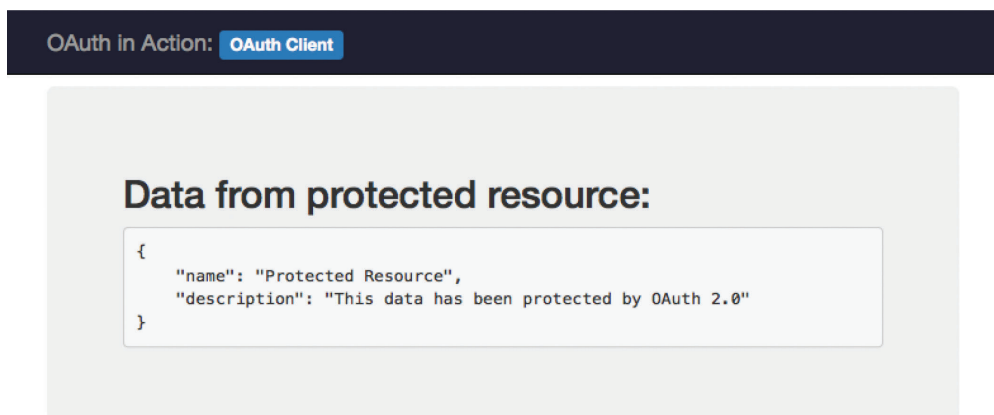 OAuth in Action: OAuth Client
Data from protected resource:
{
    "name": "Protected Resource",
    "description": "This data has been protected by OAuth 2.0"
}